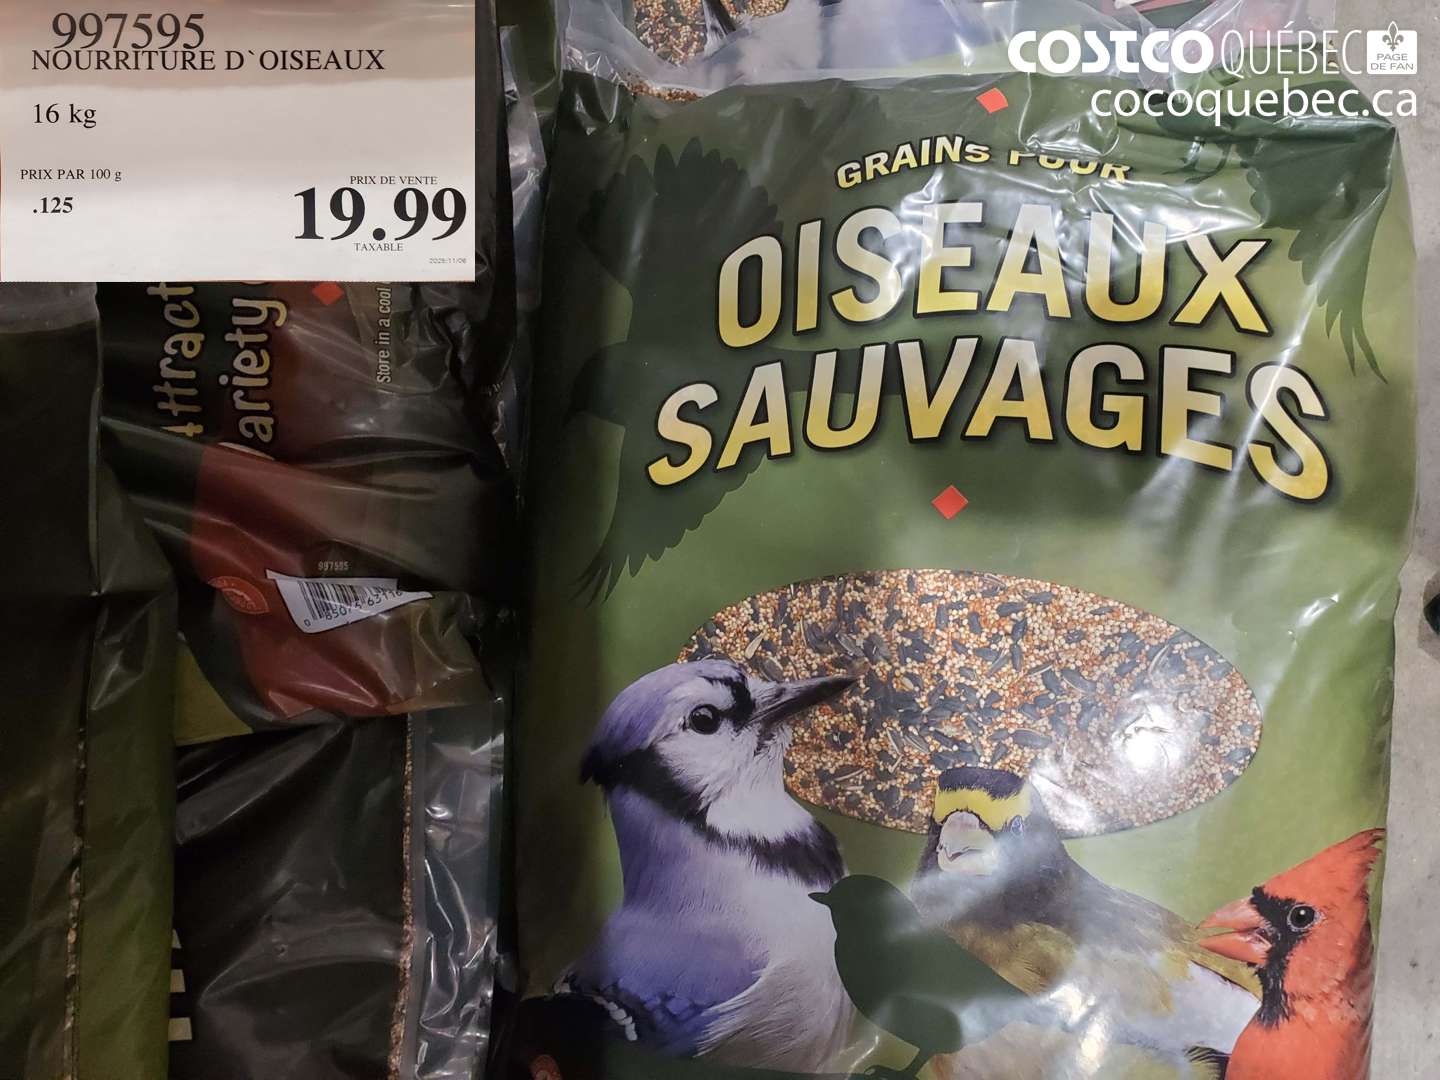 997595
NOURRITURE D`OISEAUX
16 kg
PRIX PAR 100 g
.125
PRIX DE VENTE
19.99
TAXABLE
COSTCO QUÉBEC
PAGE
DE FAN
cocoquebec.ca
GRAINS POUR
OISEAUX
SAUVAGES
Attract
ariety
Store in a cool
997595